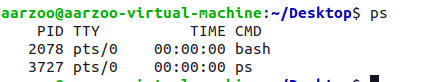 aarzoo@aarzoo-virtual-machine:~/Desktop$ ps
    PID TTY          TIME CMD
   2078 pts/0    00:00:00 bash
   3727 pts/0    00:00:00 ps